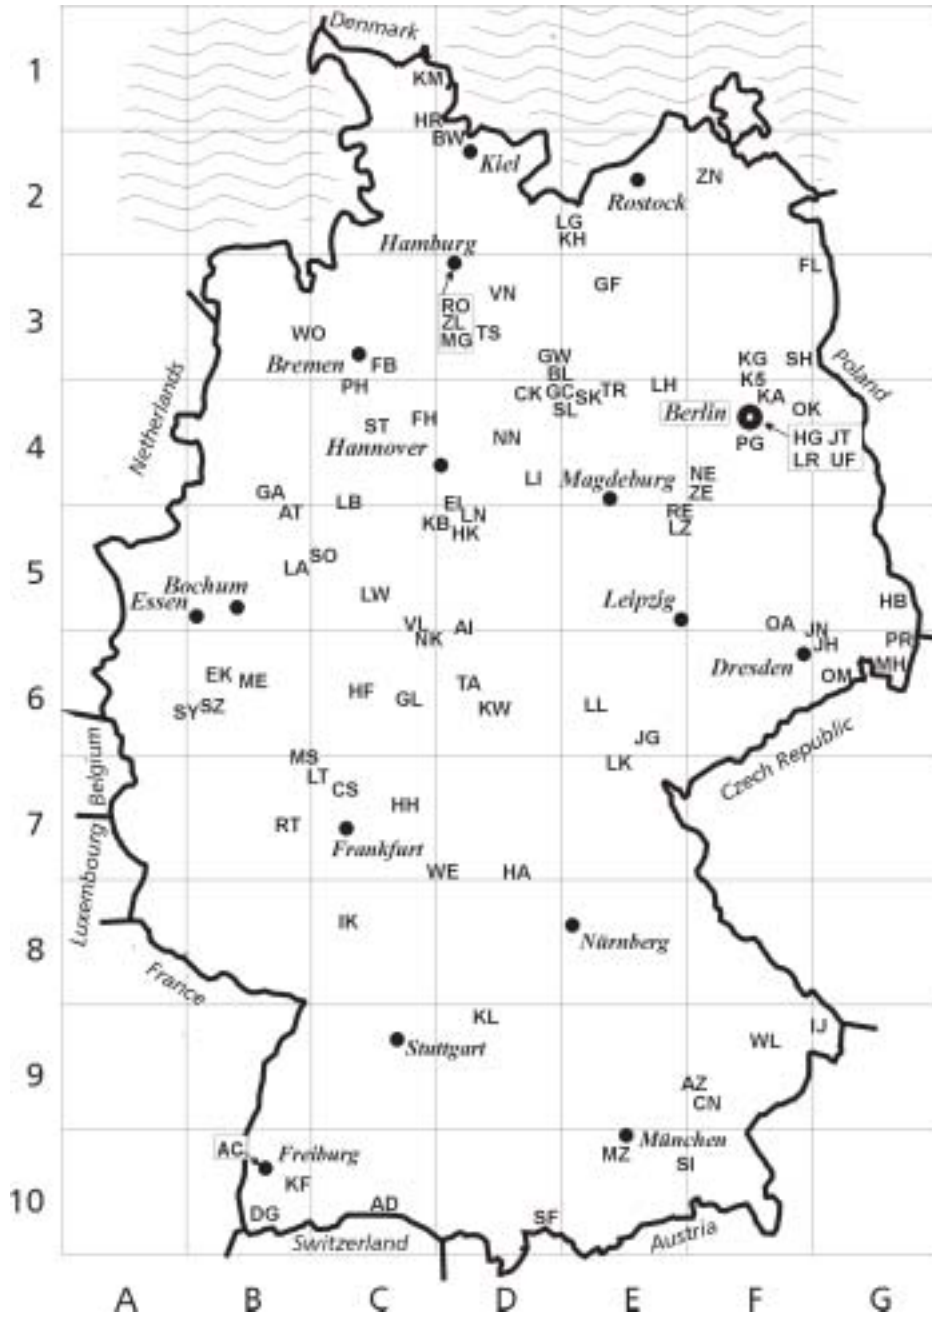 Denmark
1
KM
HR
BW
Kiel
ZN
2
Rostock
LG
KH
Hamburg
FL
GF
VN
RO
ZL
MG
TS
3
WO
Bremen
FB
GW
KG
SH
Poland
BL
K5
PH
CK
GC
SK
TR
LH
KA
Netherlands
SL
Berlin
OK
ST
FH
NN
PG
HG JT
LR UF
4
Hannover
LI
Magdeburg
NE
ZE
GA
LB
EL
AT
LN
RE
KB
HK
LZ
SO
5
LA
Bochum
LW
Essen
Leipzig
HB
VL
AI
OA
JN
NK
JH
PR
Dresden
MH
EK
ME
TA
OM
HF
GL
6
SY
SZ
KW
LL
JG
MS
LK
Czech Republic
Belgium
LT
CS
HH
7
RT
Frankfurt
Luxembourg
WE
HA
IK
8
Nürnberg
France
KL
IJ
Stuttgart
WL
9
AZ
CN
München
AC
Freiburg
MZ
SI
KF
10
AD
DG
SF
Switzerland
Austria
A B C D E F G